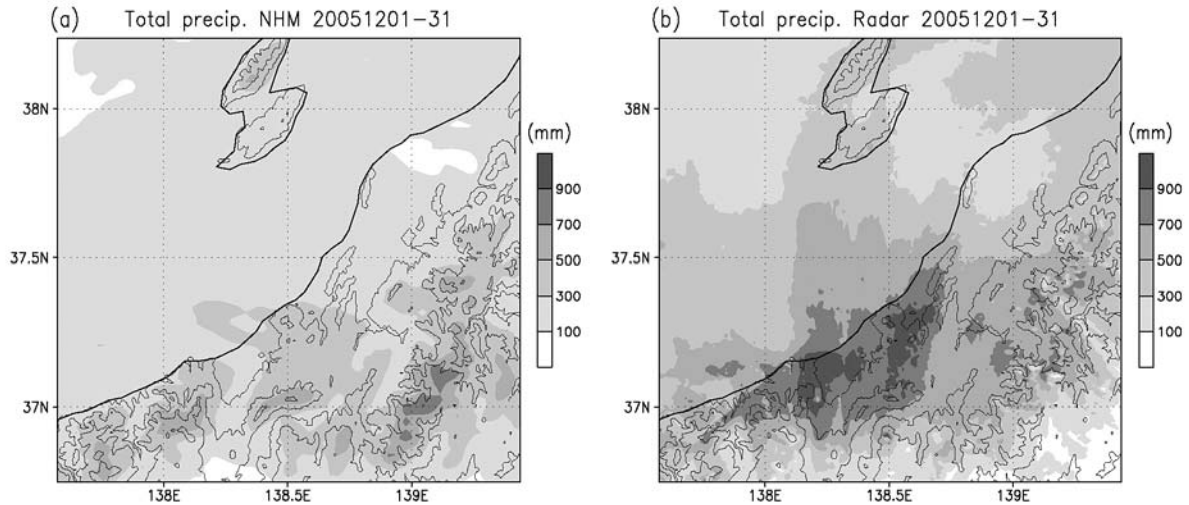 (a) Total precip. NHM 20051201-31
38N
37.5N
37N
138E 138.5E 139E
(mm)
900
700
500
300
100
(b) Total precip. Radar 20051201-31
38N
37.5N
37N
138E 138.5E 139E
(mm)
900
700
500
300
100